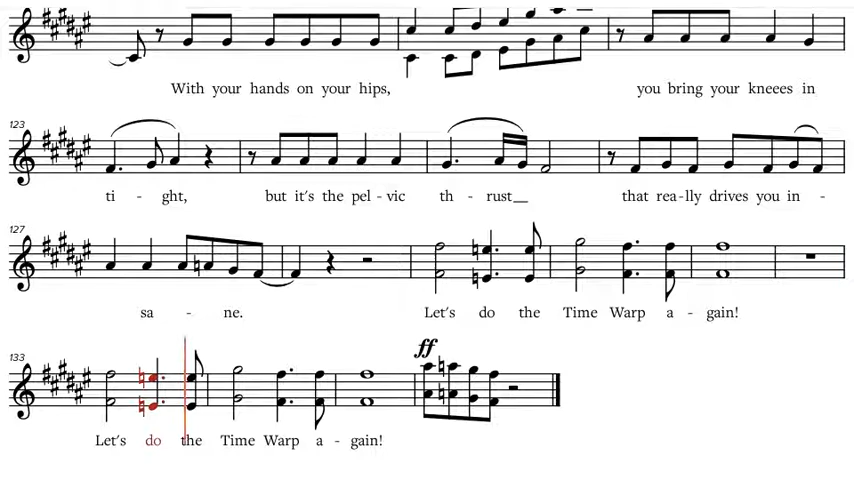 With your hands on your hips, you bring your kneees in
123
ti - ght, but it's the pel - vic th - rust__ that rea - lly drives you in -
127
sa - ne. Let's do the Time Warp a - gain!
133
ff
Let's do the Time Warp a - gain!